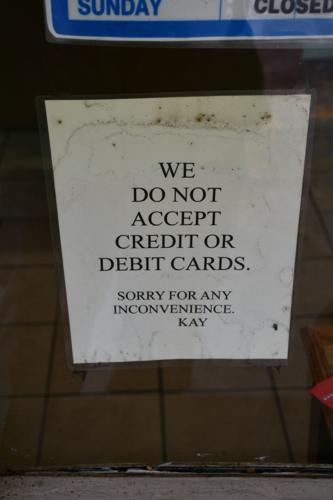 SUNDAY CLOSED
WE
DO NOT
ACCEPT
CREDIT OR
DEBIT CARDS.
SORRY FOR ANY
INCONVENIENCE.
KAY